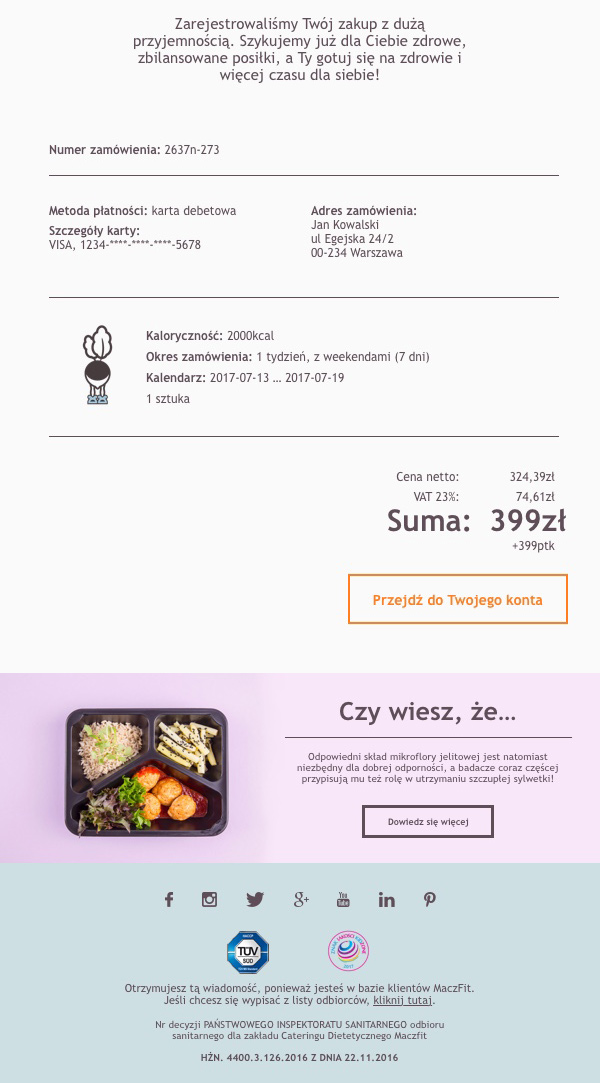 Zarejestrowaliśmy Twój zakup z dużą
przyjemnością. Szykujemy już dla Ciebie zdrowe,
zbilansowane posiłki, a Ty gotuj się na zdrowie i
więcej czasu dla siebie!
Numer zamówienia: 2637n-273
Metoda płatności: karta debetowa
Szczegóły karty:
VISA, 1234-****-****-****-5678
Adres zamówienia:
Jan Kowalski
ul Egejska 24/2
00-234 Warszawa
Kaloryczność: 2000kcal
Okres zamówienia: 1 tydzień, z weekendami (7 dni)
Kalendarz: 2017-07-13 … 2017-07-19
1 sztuka
Cena netto: 324,39zł
VAT 23%: 74,61zł
Suma: 399zł
+399ptk
Przejdź do Twojego konta
Czy wiesz, że…
Odpowiedni skład mikroflory jelitowej jest natomiast
niezbędny dla dobrej odporności, a badacze coraz częścej
przypisują mu też rolę w utrzymaniu szczupłej sylwetki!
Dowiedz się więcej
You
Tube
TÜV
SÜD
2017
Otrzymujesz tą wiadomość, ponieważ jesteś w bazie klientów MaczFit.
Jeśli chcesz się wypisać z listy odbiorców, kliknij tutaj.
Nr decyzji PAŃSTWOWEGO INSPEKTORATU SANITARNEGO odbioru
sanitarnego dla zakładu Cateringu Dietetycznego Maczfit
HŻN. 4400.3.126.2016 Z DNIA 22.11.2016